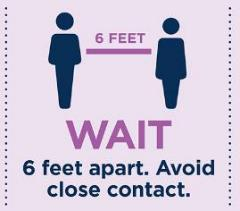 6 FEET
WAIT
6 feet apart. Avoid
close contact.